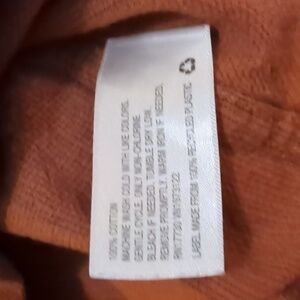 100% COTTON
MACHINE WASH COLD WITH LIKE COLORS,
GENTLE CYCLE. ONLY NON-CHLORINE
BLEACH IF NEEDED. TUMBLE DRY LOW.
REMOVE PROMPTLY. WARM IRON IF NEEDED.
LABEL MADE FROM 100% RECYCLED PLASTIC